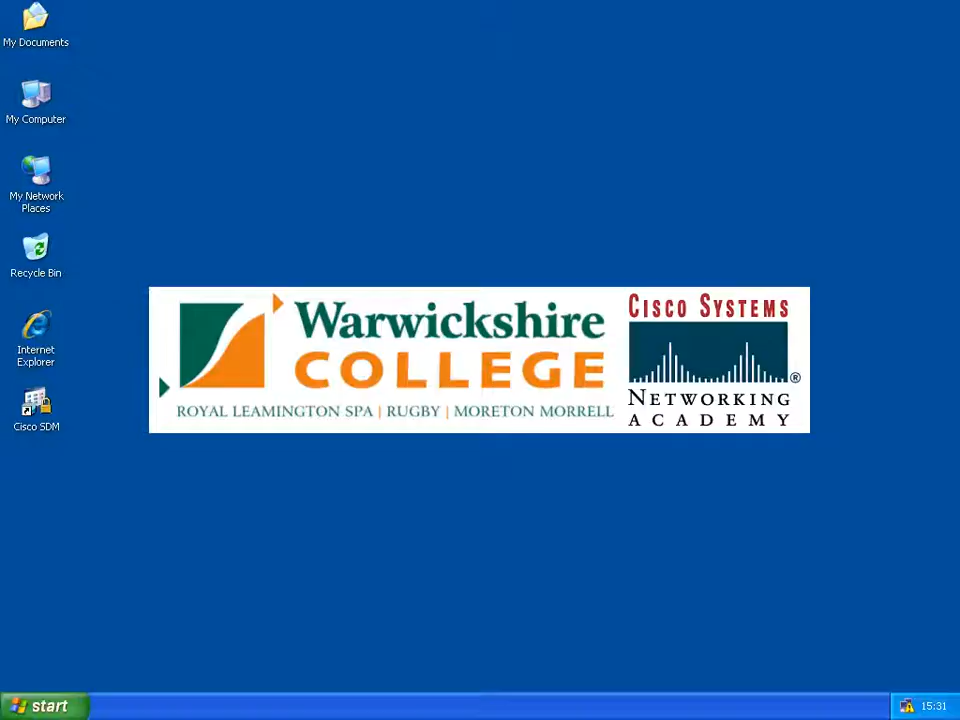 My Documents
My Computer
My Network
Places
Recycle Bin
Internet
Explorer
Cisco SDM
Warwickshire
COLLEGE
ROYAL LEAMINGTON SPA | RUGBY | MORETON MORRELL
CISCO SYSTEMS
®
NETWORKING
ACADEMY
start
15:31